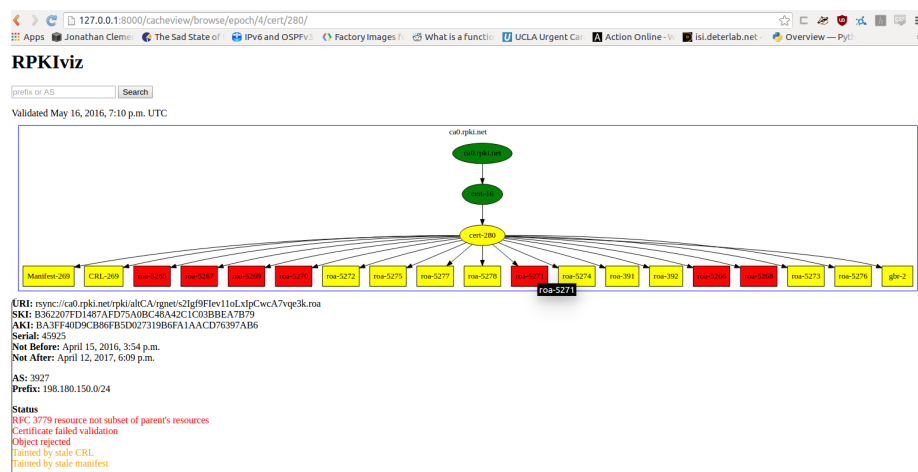 127.0.0.1:8000/cacheview/browse/epoch/4/cert/280/
Apps Jonathan Cleme The Sad State of IPv6 and OSPFv3 Factory Images f What is a functio UCLA Urgent Car Action Online - W isi.deterlab.net - Overview — Pyth
RPKIviz
prefix or AS Search
Validated May 16, 2016, 7:10 p.m. UTC
ca0.rpki.net
ca0.rpki.net
cert-16
cert-280
Manifest-269 CRL-269 roa-5265 roa-5267 roa-5269 roa-5270 roa-5272 roa-5275 roa-5277 roa-5278 roa-5271 roa-5274 roa-391 roa-392 roa-5266 roa-5268 roa-5273 roa-5276 gbr-2
roa-5271
URI: rsync://ca0.rpki.net/rpki/altCA/rgnet/s2Igf9FIev11oLxIpCwcA7vqe3k.roa
SKI: B362207FD1487AFD75A0BC48A42C1C03BBEA7B79
AKI: BA3FF40D9CB86FB5D027319B6FA1AACD76397AB6
Serial: 45925
Not Before: April 15, 2016, 3:54 p.m.
Not After: April 12, 2017, 6:09 p.m.
AS: 3927
Prefix: 198.180.150.0/24
Status
RFC 3779 resource not subset of parent's resources
Certificate failed validation
Object rejected
Tainted by stale CRL
Tainted by stale manifest